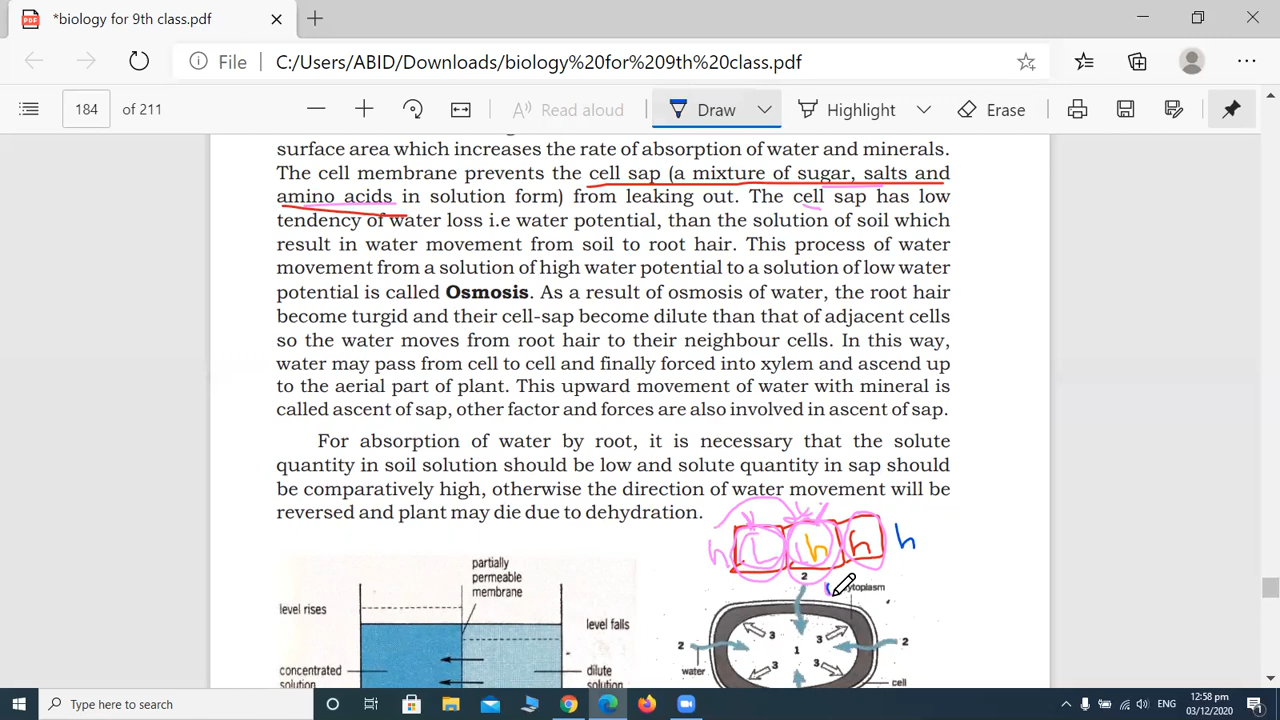 *biology for 9th class.pdf
File C:/Users/ABID/Downloads/biology%20for%209th%20class.pdf
184 of 211 Read aloud Draw Highlight Erase
surface area which increases the rate of absorption of water and minerals.
The cell membrane prevents the cell sap (a mixture of sugar, salts and
amino acids in solution form) from leaking out. The cell sap has low
tendency of water loss i.e water potential, than the solution of soil which
result in water movement from soil to root hair. This process of water
movement from a solution of high water potential to a solution of low water
potential is called Osmosis. As a result of osmosis of water, the root hair
become turgid and their cell-sap become dilute than that of adjacent cells
so the water moves from root hair to their neighbour cells. In this way,
water may pass from cell to cell and finally forced into xylem and ascend up
to the aerial part of plant. This upward movement of water with mineral is
called ascent of sap, other factor and forces are also involved in ascent of sap.
For absorption of water by root, it is necessary that the solute
quantity in soil solution should be low and solute quantity in sap should
be comparatively high, otherwise the direction of water movement will be
reversed and plant may die due to dehydration.
h L h h h
partially
permeable
membrane
level rises
level falls
concentrated
solution
dilute
solution
2
3 3
2 1 2
water
3 3
cell
Type here to search
ENG
12:58 pm
03/12/2020